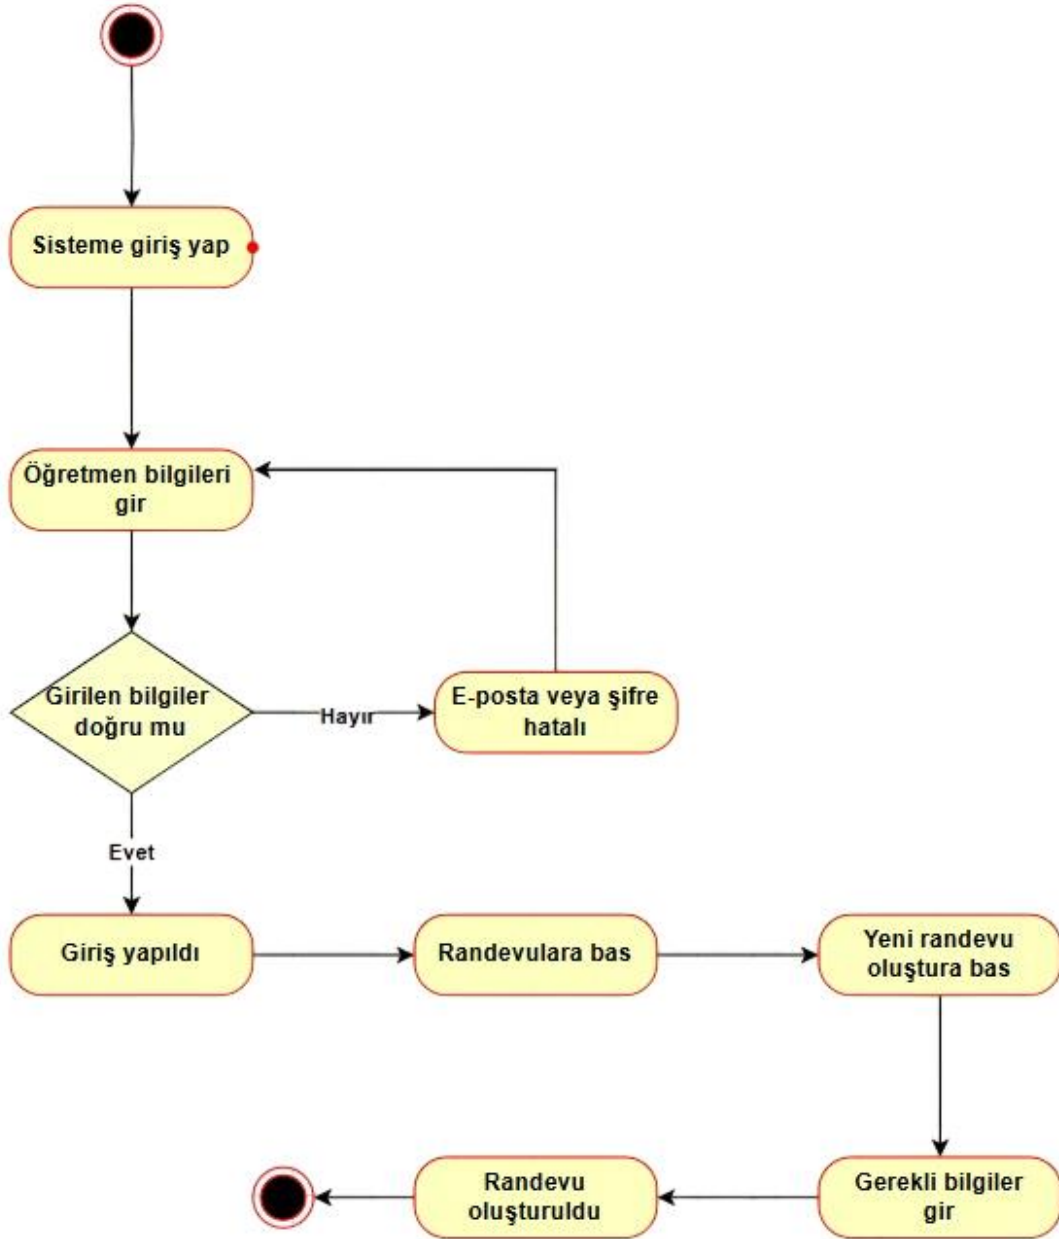 Sisteme giriş yap
Öğretmen bilgileri
gir
Girilen bilgiler
doğru mu
Hayır
E-posta veya şifre
hatalı
Evet
Giriş yapıldı
Randevulara bas
Yeni randevu
oluştura bas
Gerekli bilgiler
gir
Randevu
oluşturuldu